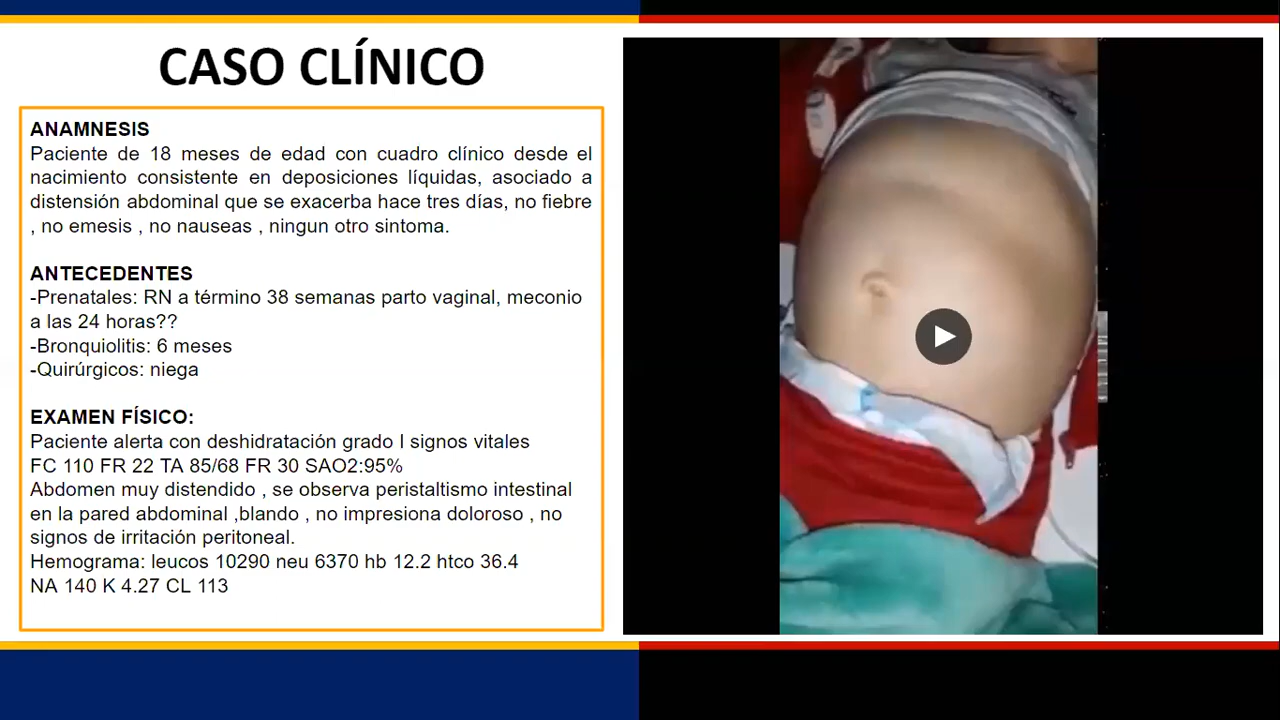 CASO CLÍNICO
ANAMNESIS
Paciente de 18 meses de edad con cuadro clínico desde el
nacimiento consistente en deposiciones líquidas, asociado a
distensión abdominal que se exacerba hace tres días, no fiebre
, no emesis , no nauseas , ningun otro sintoma.
ANTECEDENTES
-Prenatales: RN a término 38 semanas parto vaginal, meconio
a las 24 horas??
-Bronquiolitis: 6 meses
-Quirúrgicos: niega
EXAMEN FÍSICO:
Paciente alerta con deshidratación grado I signos vitales
FC 110 FR 22 TA 85/68 FR 30 SAO2:95%
Abdomen muy distendido , se observa peristaltismo intestinal
en la pared abdominal ,blando , no impresiona doloroso , no
signos de irritación peritoneal.
Hemograma: leucos 10290 neu 6370 hb 12.2 htco 36.4
NA 140 K 4.27 CL 113